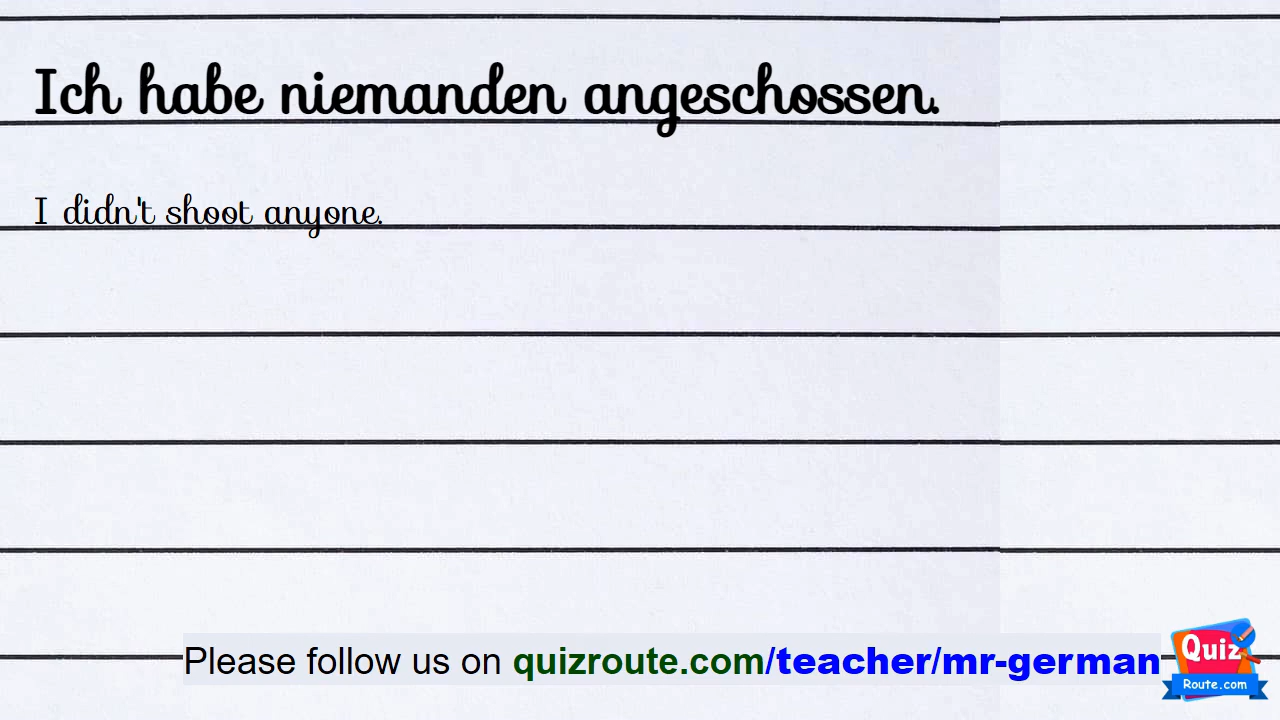 Ich habe niemanden angeschossen.
I didn't shoot anyone.
Please follow us on quizroute.com/teacher/mr-german
Quiz
Route.com